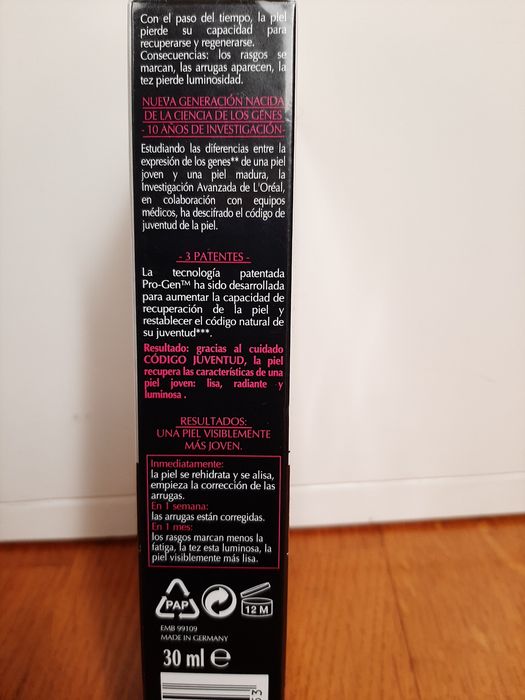 Con el paso del tiempo, la piel
pierde su capacidad para
recuperarse y regenerarse.
Consecuencias: los rasgos se
marcan, las arrugas aparecen, la
tez pierde luminosidad.
NUEVA GENERACIÓN NACIDA
DE LA CIENCIA DE LOS GENES
- 10 AÑOS DE INVESTIGACIÓN-
Estudiando las diferencias entre la
expresión de los genes** de una piel
joven y una piel madura, la
Investigación Avanzada de L'Oréal,
en colaboración con equipos
médicos, ha descifrado el código de
juventud de la piel.
- 3 PATENTES -
La tecnología patentada
Pro-Gen™ ha sido desarrollada
para aumentar la capacidad de
recuperación de la piel y
restablecer el código natural de
su juventud***.
Resultado: gracias al cuidado
CÓDIGO JUVENTUD, la piel
recupera las características de una
piel joven: lisa, radiante y
luminosa .
RESULTADOS:
UNA PIEL VISIBLEMENTE
MÁS JOVEN.
Inmediatamente:
la piel se rehidrata y se alisa,
empieza la corrección de las
arrugas.
En 1 semana:
las arrugas están corregidas.
En 1 mes:
los rasgos marcan menos la
fatiga, la tez esta luminosa, la
piel visiblemente más lisa.
PAP
12 M
EMB 99109
MADE IN GERMANY
30 ml e